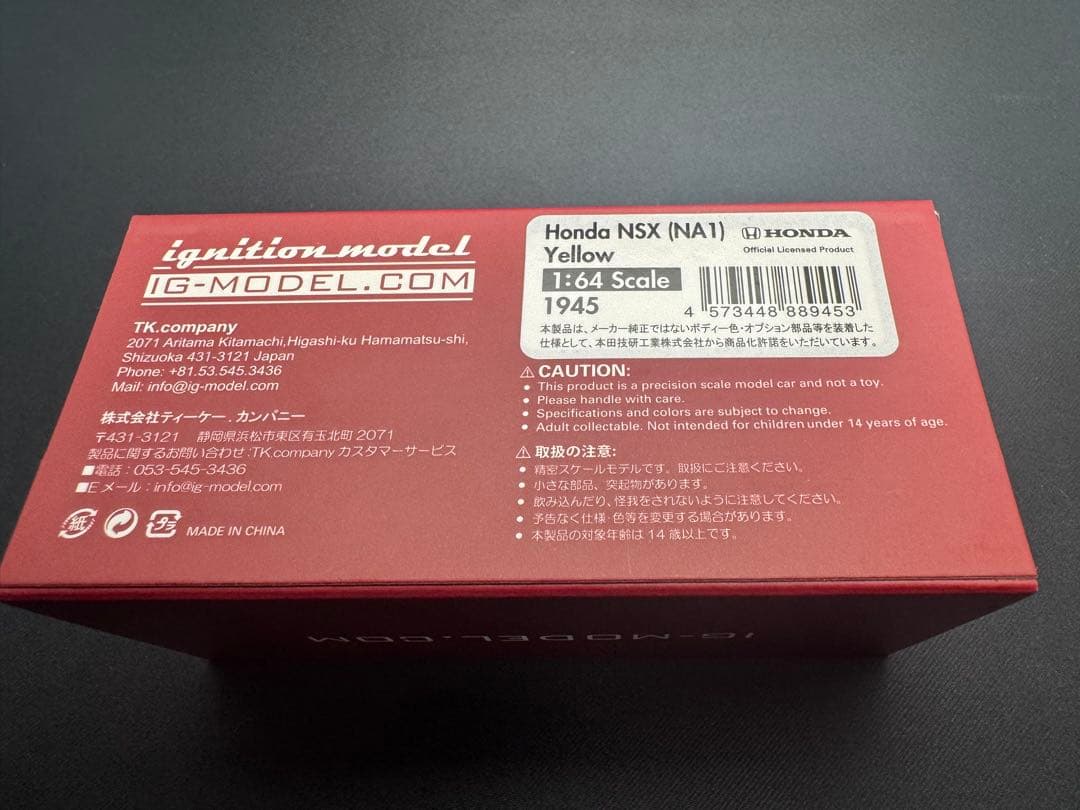 ignition model
IG-MODEL.COM
TK.company
2071 Aritama Kitamachi,Higashi-ku Hamamatsu-shi,
Shizuoka 431-3121 Japan
Phone: +81.53.545.3436
Mail: info@ig-model.com
株式会社ティーケー.カンパニー
〒431-3121 静岡県浜松市東区有玉北町 2071
製品に関するお問い合わせ:TK.company カスタマーサービス
■電話:053-545-3436
■Eメール:info@ig-model.com
紙 プラ MADE IN CHINA
Honda NSX (NA1)
Yellow
1:64 Scale
1945
HONDA
Official Licensed Product
4 573448 889453
本製品は、メーカー純正ではないボディー色・オプション部品等を装着した
仕様として、本田技研工業株式会社から商品化許諾をいただいています。
⚠CAUTION:
• This product is a precision scale model car and not a toy.
• Please handle with care.
• Specifications and colors are subject to change.
• Adult collectable. Not intended for children under 14 years of age.
⚠取扱の注意:
• 精密スケールモデルです。取扱にご注意ください。
• 小さな部品、突起物があります。
• 飲み込んだり、怪我をされないように注意してください。
• 予告なく仕様・色等を変更する場合があります。
• 本製品の対象年齢は 14 歳以上です。
IG-MODEL.COM